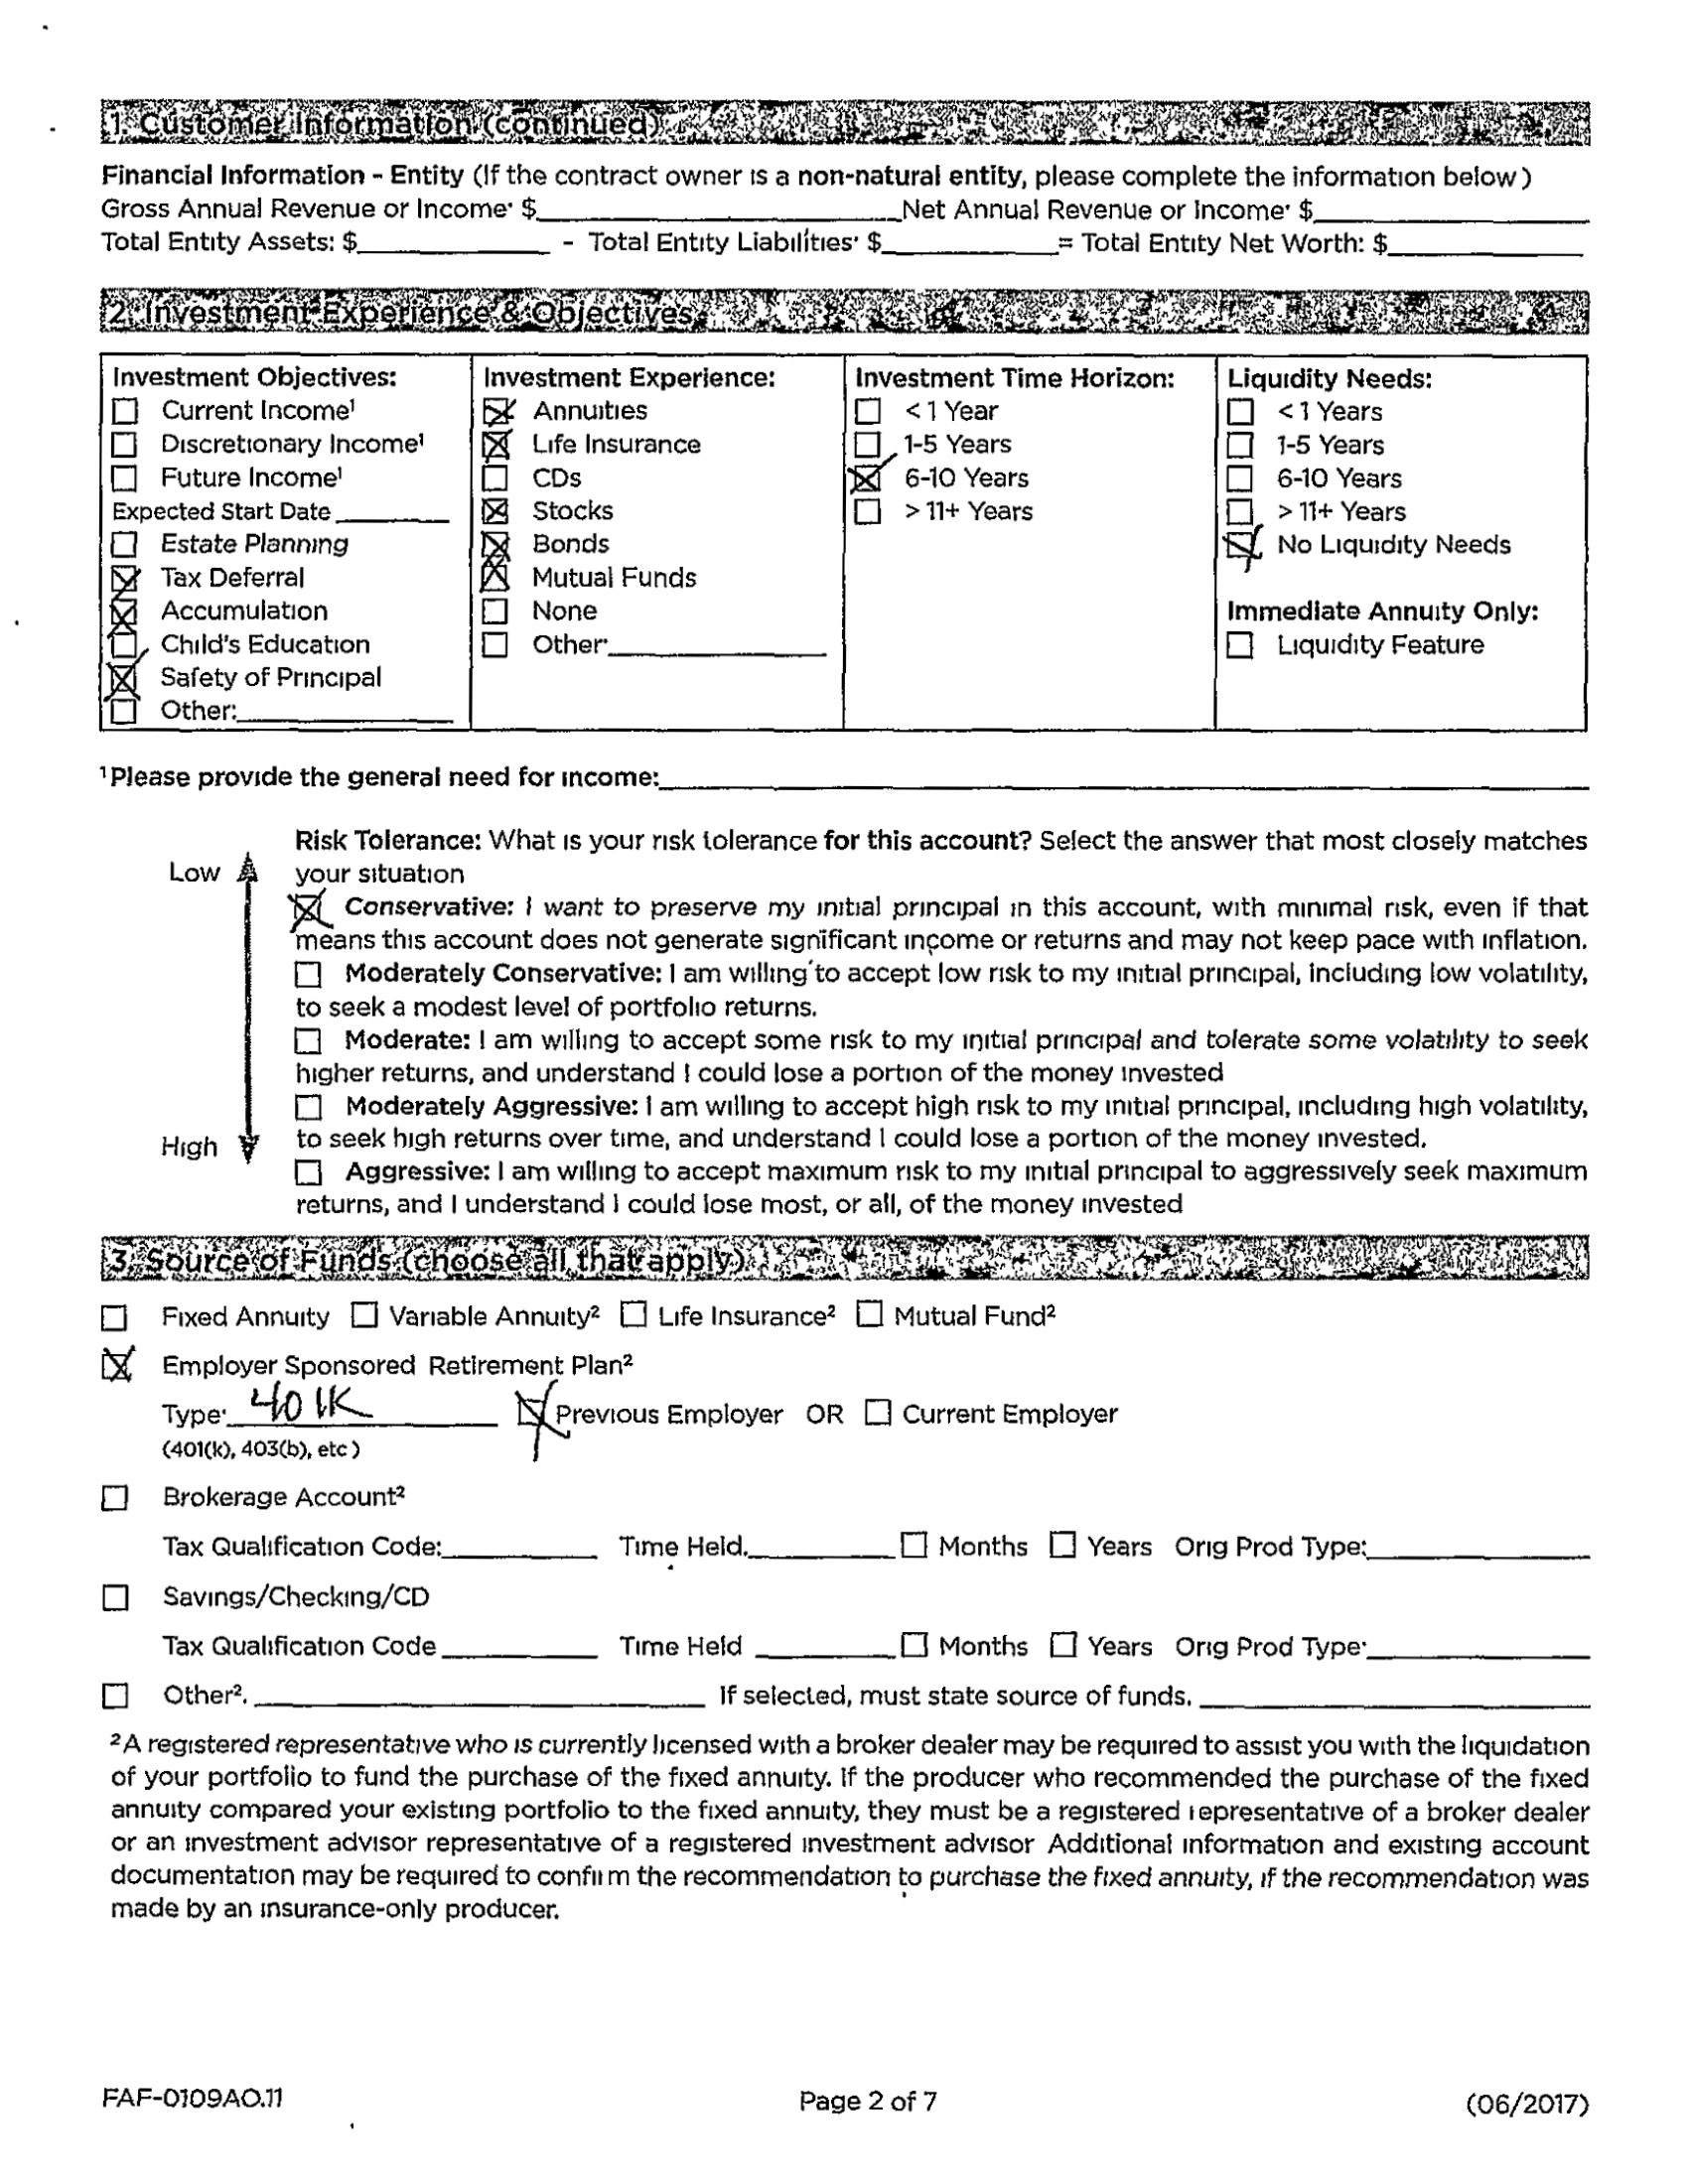 1. Customer Information (continued)
Financial Information - Entity (If the contract owner is a non-natural entity, please complete the information below)
Gross Annual Revenue or Income: $ Net Annual Revenue or Income: $
Total Entity Assets: $ - Total Entity Liabilities: $ = Total Entity Net Worth: $
2. Investment Experience & Objectives
Investment Objectives: Investment Experience: Investment Time Horizon: Liquidity Needs:
Current Income¹ Annuities < 1 Year < 1 Years
Discretionary Income¹ Life Insurance 1-5 Years 1-5 Years
Future Income¹ CDs 6-10 Years 6-10 Years
Expected Start Date Stocks > 11+ Years > 11+ Years
Estate Planning Bonds No Liquidity Needs
Tax Deferral Mutual Funds
Accumulation None Immediate Annuity Only:
Child's Education Other: Liquidity Feature
Safety of Principal
Other:
¹Please provide the general need for income:
Risk Tolerance: What is your risk tolerance for this account? Select the answer that most closely matches
Low your situation
Conservative: I want to preserve my initial principal in this account, with minimal risk, even if that
means this account does not generate significant income or returns and may not keep pace with inflation.
Moderately Conservative: I am willing to accept low risk to my initial principal, including low volatility,
to seek a modest level of portfolio returns.
Moderate: I am willing to accept some risk to my initial principal and tolerate some volatility to seek
higher returns, and understand I could lose a portion of the money invested
Moderately Aggressive: I am willing to accept high risk to my initial principal, including high volatility,
High to seek high returns over time, and understand I could lose a portion of the money invested.
Aggressive: I am willing to accept maximum risk to my initial principal to aggressively seek maximum
returns, and I understand I could lose most, or all, of the money invested
3. Source of Funds (choose all that apply)
Fixed Annuity Variable Annuity² Life Insurance² Mutual Fund²
Employer Sponsored Retirement Plan²
Type: 401K Previous Employer OR Current Employer
(401(k), 403(b), etc)
Brokerage Account²
Tax Qualification Code: Time Held. Months Years Orig Prod Type:
Savings/Checking/CD
Tax Qualification Code Time Held Months Years Orig Prod Type:
Other². If selected, must state source of funds.
²A registered representative who is currently licensed with a broker dealer may be required to assist you with the liquidation
of your portfolio to fund the purchase of the fixed annuity. If the producer who recommended the purchase of the fixed
annuity compared your existing portfolio to the fixed annuity, they must be a registered representative of a broker dealer
or an investment advisor representative of a registered investment advisor Additional information and existing account
documentation may be required to confirm the recommendation to purchase the fixed annuity, if the recommendation was
made by an insurance-only producer.
FAF-0109AO.11 Page 2 of 7 (06/2017)